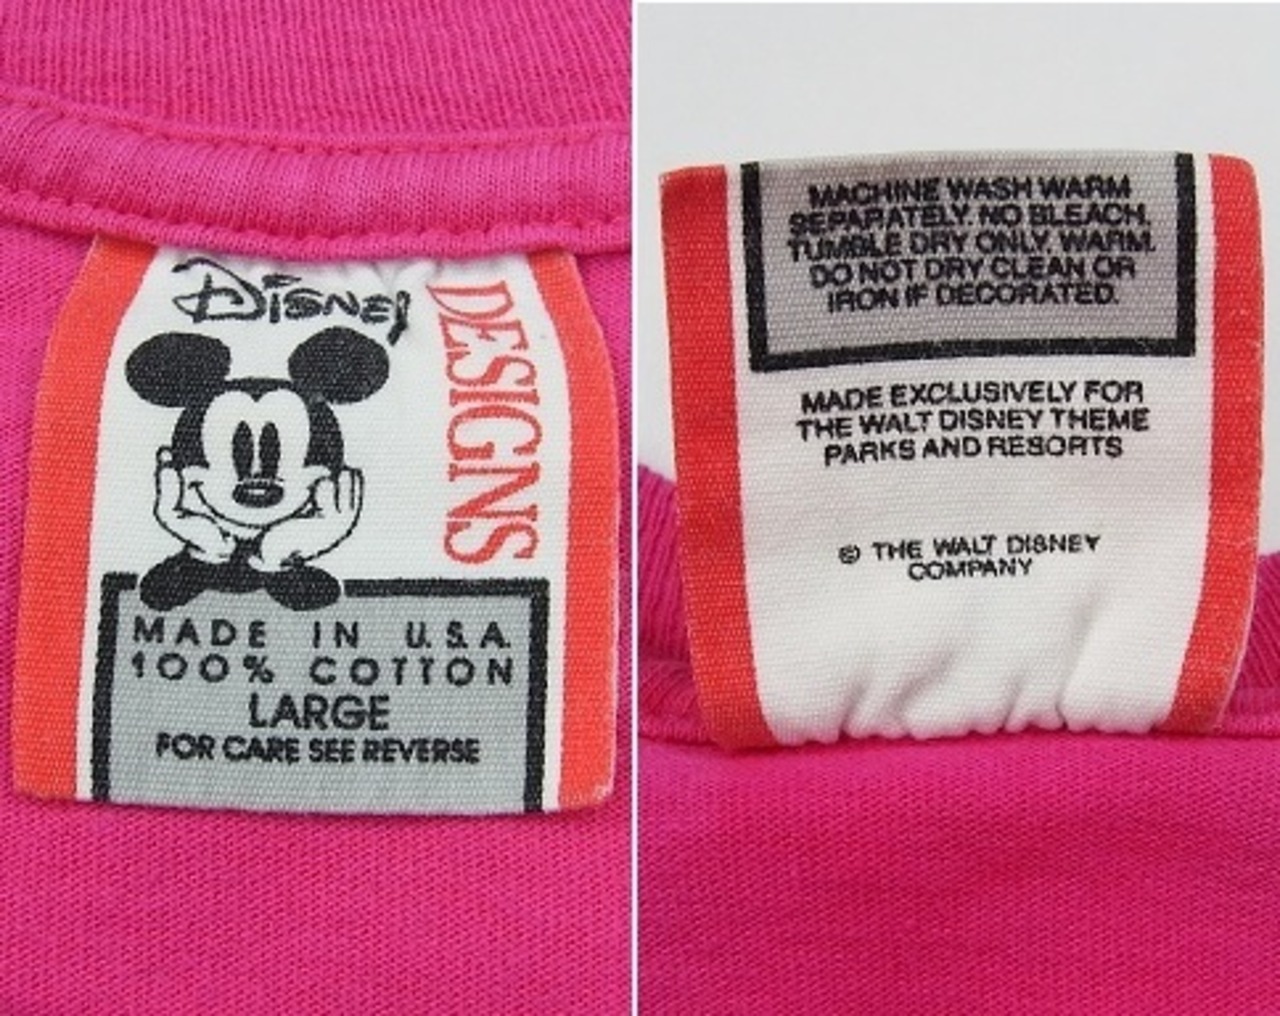 Disney
DESIGNS
MADE IN U.S.A.
100% COTTON
LARGE
FOR CARE SEE REVERSE
MACHINE WASH WARM
SEPARATELY. NO BLEACH.
TUMBLE DRY ONLY. WARM.
DO NOT DRY CLEAN OR
IRON IF DECORATED.
MADE EXCLUSIVELY FOR
THE WALT DISNEY THEME
PARKS AND RESORTS
© THE WALT DISNEY
COMPANY